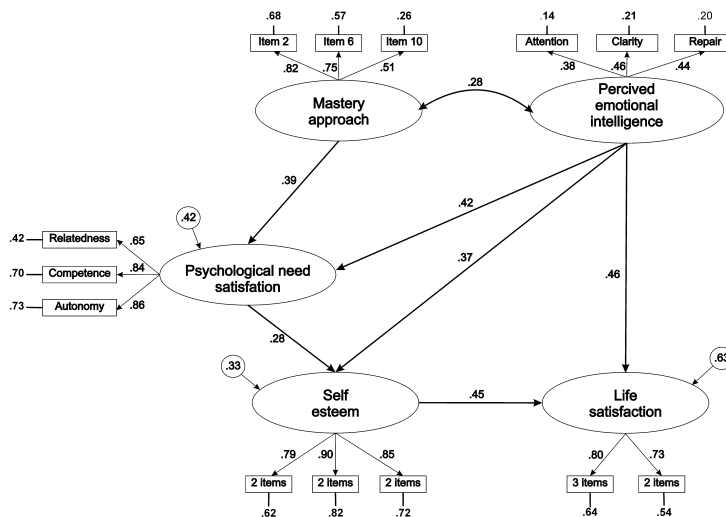 .68 .57 .26 .14 .21 .20
Item 2 Item 6 Item 10 Attention Clarity Repair
.82 .75 .51 .38 .46 .44
Mastery
approach
.28
Percived
emotional
intelligence
.39
.42
.42
.37
.46
.42 Relatedness .65
.70 Competence .84
.73 Autonomy .86
Psychological need
satisfation
.28
.33
.63
Self
esteem
.45
Life
satisfaction
.79 .90 .85 .80 .73
2 items 2 items 2 items 3 items 2 items
.62 .82 .72 .64 .54